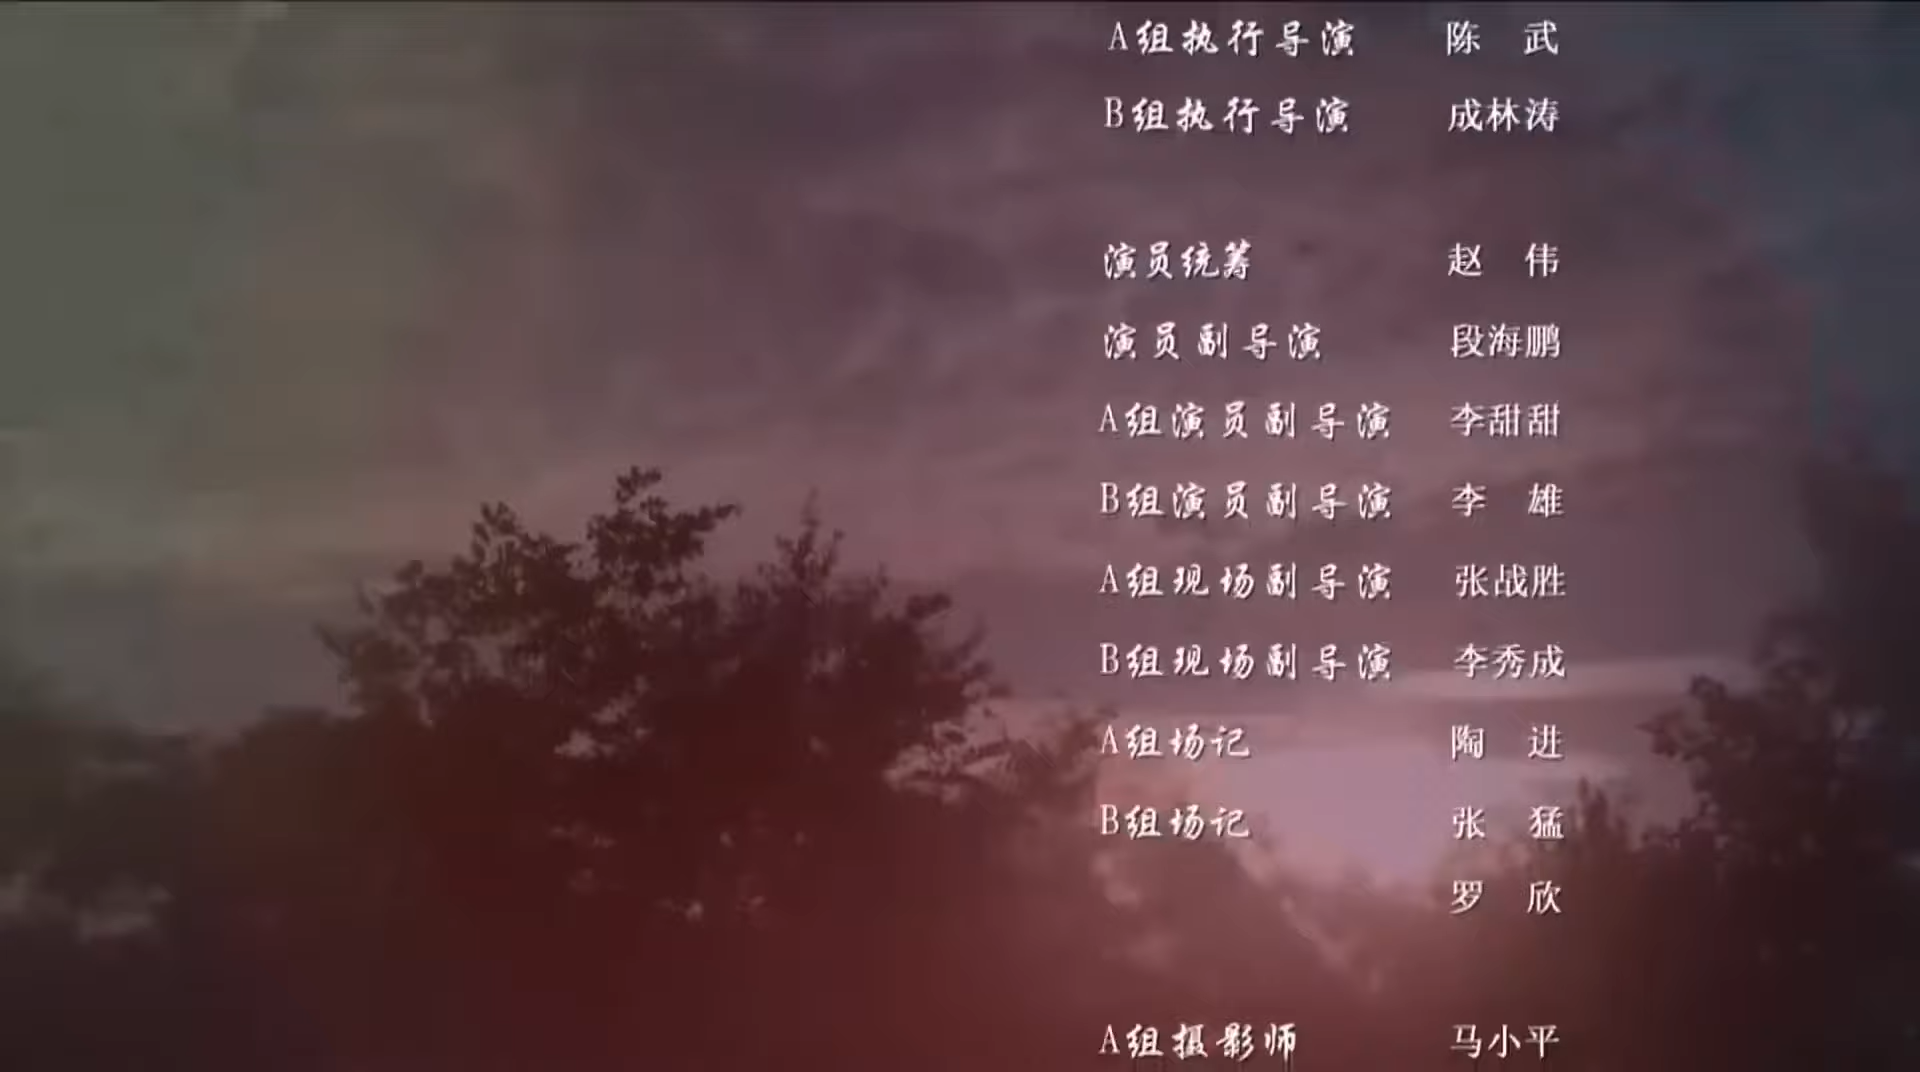 A组执行导演 陈 武
B组执行导演 成林涛
演员统筹 赵 伟
演员副导演 段海鹏
A组演员副导演 李甜甜
B组演员副导演 李 雄
A组现场副导演 张战胜
B组现场副导演 李秀成
A组场记 陶 进
B组场记 张 猛
罗 欣
A组摄影师 马小平